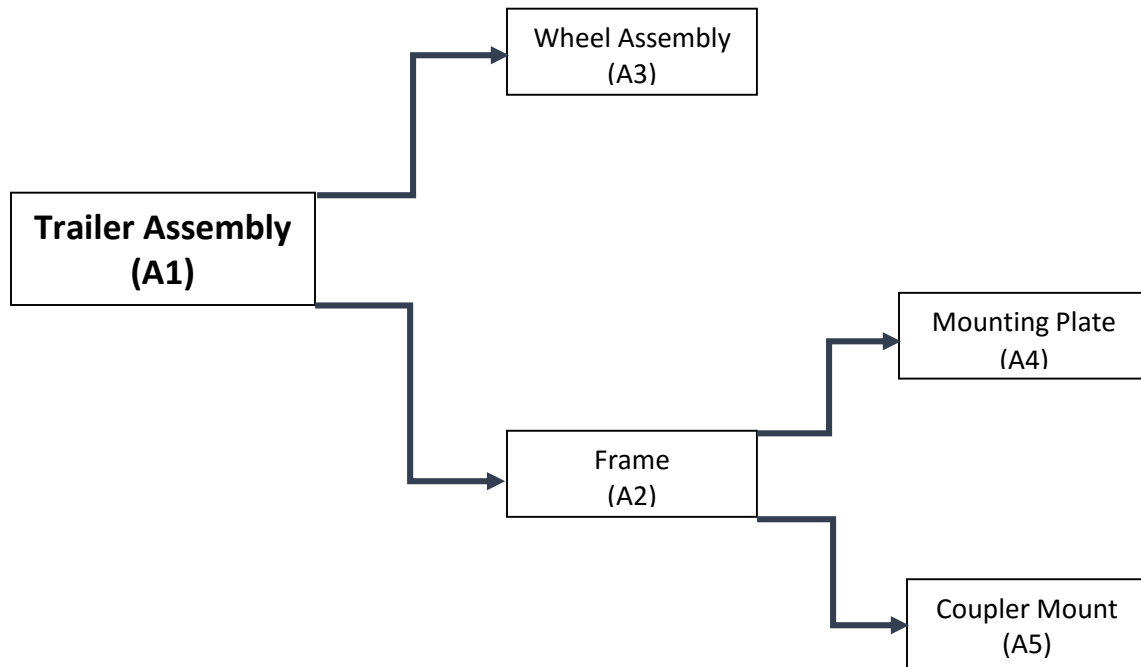 Wheel Assembly
(A3)
Trailer Assembly
(A1)
Mounting Plate
(A4)
Frame
(A2)
Coupler Mount
(A5)